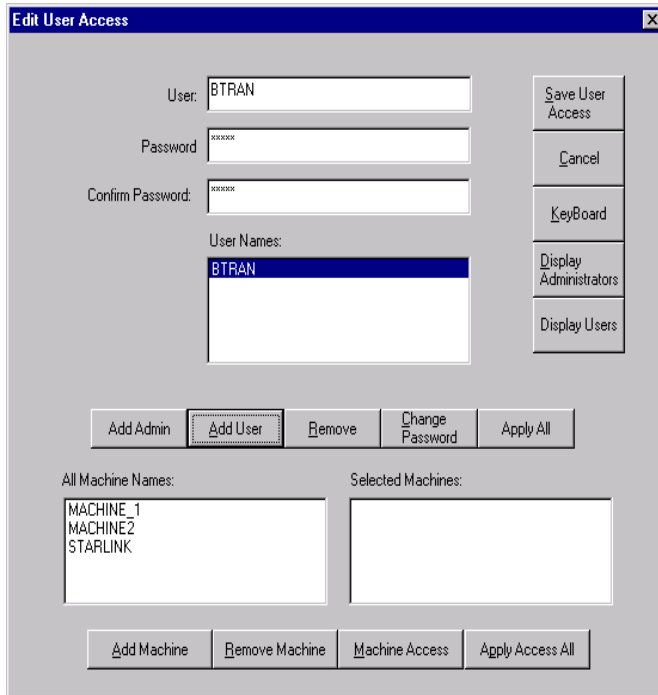 Edit User Access
User:
BTRAN
Save User
Access
Password
*****
Cancel
Confirm Password:
*****
KeyBoard
User Names:
BTRAN
Display
Administrators
Display Users
Add Admin
Add User
Remove
Change
Password
Apply All
All Machine Names:
MACHINE_1
MACHINE2
STARLINK
Selected Machines:
Add Machine
Remove Machine
Machine Access
Apply Access All